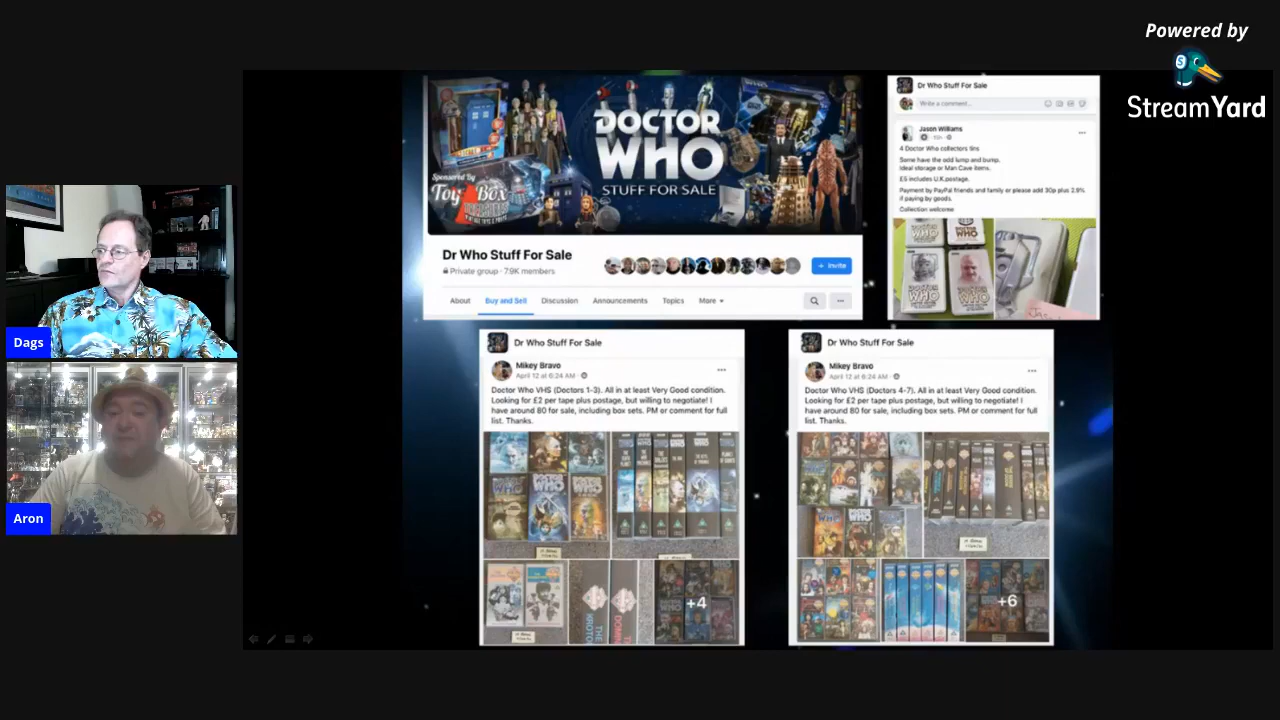 Powered by
StreamYard
Dags
Aron
DOCTOR
WHO
STUFF FOR SALE
Sponsored by
Toy Box
Dr Who Stuff For Sale
Private group · 7.9K members
+ Invite
About
Buy and Sell
Discussion
Announcements
Topics
More
Dr Who Stuff For Sale
Write a comment...
Jason Williams
4 Doctor Who collectors tins
Some have the odd lump and bump.
Ideal storage or Man Cave items.
£5 includes U.K postage.
Payment by PayPal friends and family or please add 30p plus 2.9%
if paying by goods.
Collection welcome
Dr Who Stuff For Sale
Mikey Bravo
April 12 at 6:24 AM
Doctor Who VHS (Doctors 1-3). All in at least Very Good condition.
Looking for £2 per tape plus postage, but willing to negotiate! I
have around 80 for sale, including box sets. PM or comment for full
list. Thanks.
+4
Dr Who Stuff For Sale
Mikey Bravo
April 12 at 6:24 AM
Doctor Who VHS (Doctors 4-7). All in at least Very Good condition.
Looking for £2 per tape plus postage, but willing to negotiate! I
have around 80 for sale, including box sets. PM or comment for full
list. Thanks.
+6